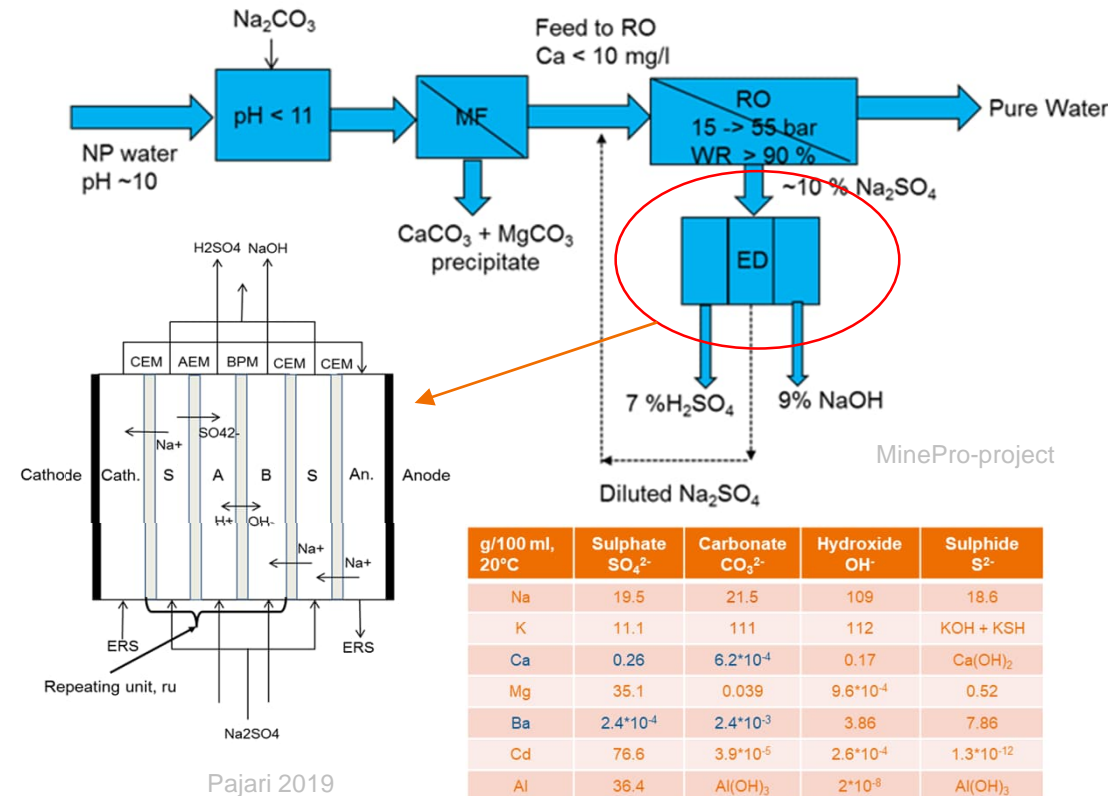 Na₂CO₃
Feed to RO
Ca < 10 mg/l
pH < 11
MF
RO
15 -> 55 bar
WR > 90 %
Pure Water
NP water
pH ~10
~10 % Na₂SO₄
CaCO₃ + MgCO₃
precipitate
ED
7 %H₂SO₄
9% NaOH
MinePro-project
Diluted Na₂SO₄
H2SO4 NaOH
CEM AEM BPM CEM CEM
Na+
SO42-
Cathode Cath. S A B S An. Anode
H+ OH-
Na+
Na+
ERS
ERS
Repeating unit, ru
Na2SO4
Pajari 2019
g/100 ml, 20°C | Sulphate SO₄²⁻ | Carbonate CO₃²⁻ | Hydroxide OH⁻ | Sulphide S²⁻
Na | 19.5 | 21.5 | 109 | 18.6
K | 11.1 | 111 | 112 | KOH + KSH
Ca | 0.26 | 6.2*10⁻⁴ | 0.17 | Ca(OH)₂
Mg | 35.1 | 0.039 | 9.6*10⁻⁴ | 0.52
Ba | 2.4*10⁻⁴ | 2.4*10⁻³ | 3.86 | 7.86
Cd | 76.6 | 3.9*10⁻⁵ | 2.6*10⁻⁴ | 1.3*10⁻¹²
Al | 36.4 | Al(OH)₃ | 2*10⁻⁸ | Al(OH)₃